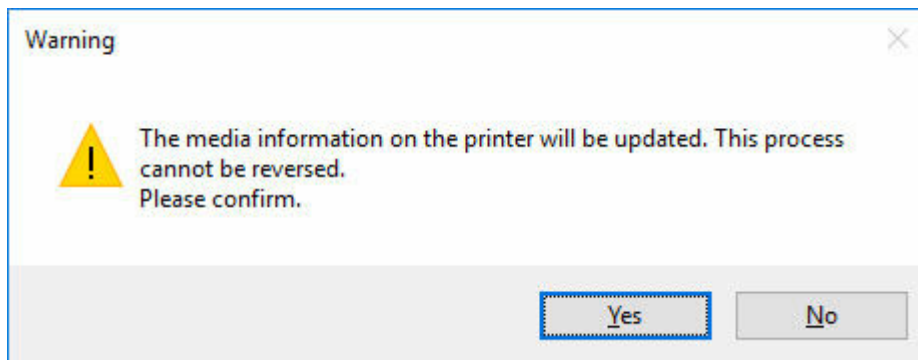 Warning
The media information on the printer will be updated. This process
cannot be reversed.
Please confirm.
Yes
No